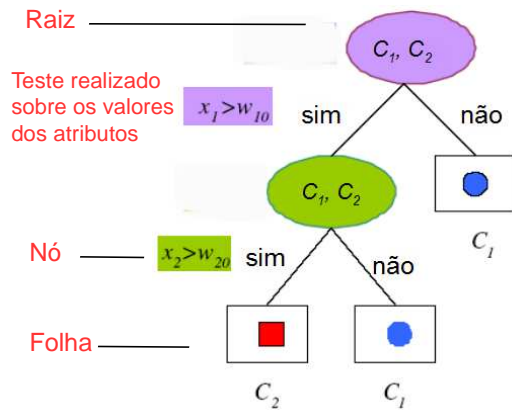 Raiz
C₁, C₂
Teste realizado
sobre os valores
dos atributos
x₁>w₁₀
sim
não
C₁, C₂
C₁
Nó
x₂>w₂₀
sim
não
Folha
C₂
C₁